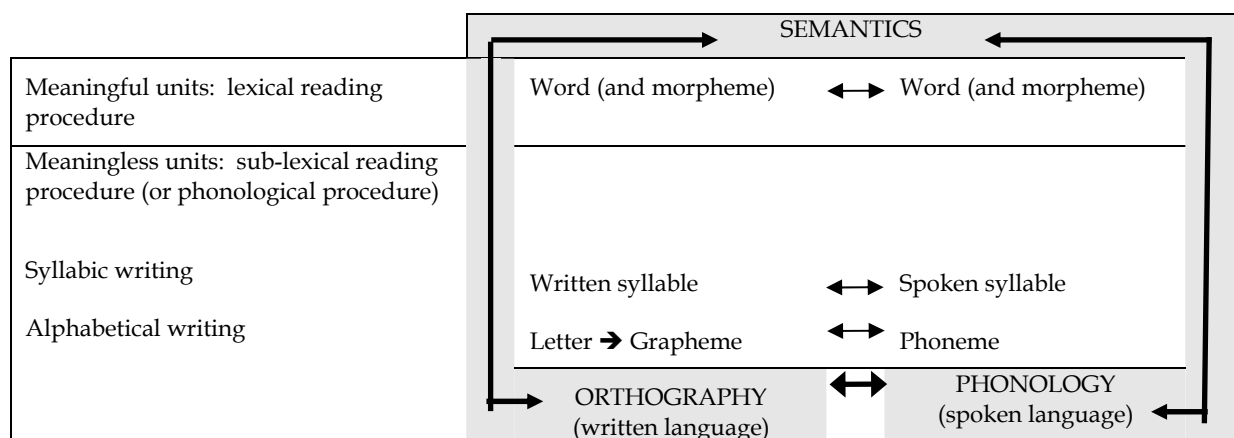 SEMANTICS
Meaningful units: lexical reading
procedure
Word (and morpheme) Word (and morpheme)
Meaningless units: sub-lexical reading
procedure (or phonological procedure)
Syllabic writing
Written syllable Spoken syllable
Alphabetical writing
Letter ➔ Grapheme Phoneme
ORTHOGRAPHY
(written language)
PHONOLOGY
(spoken language)